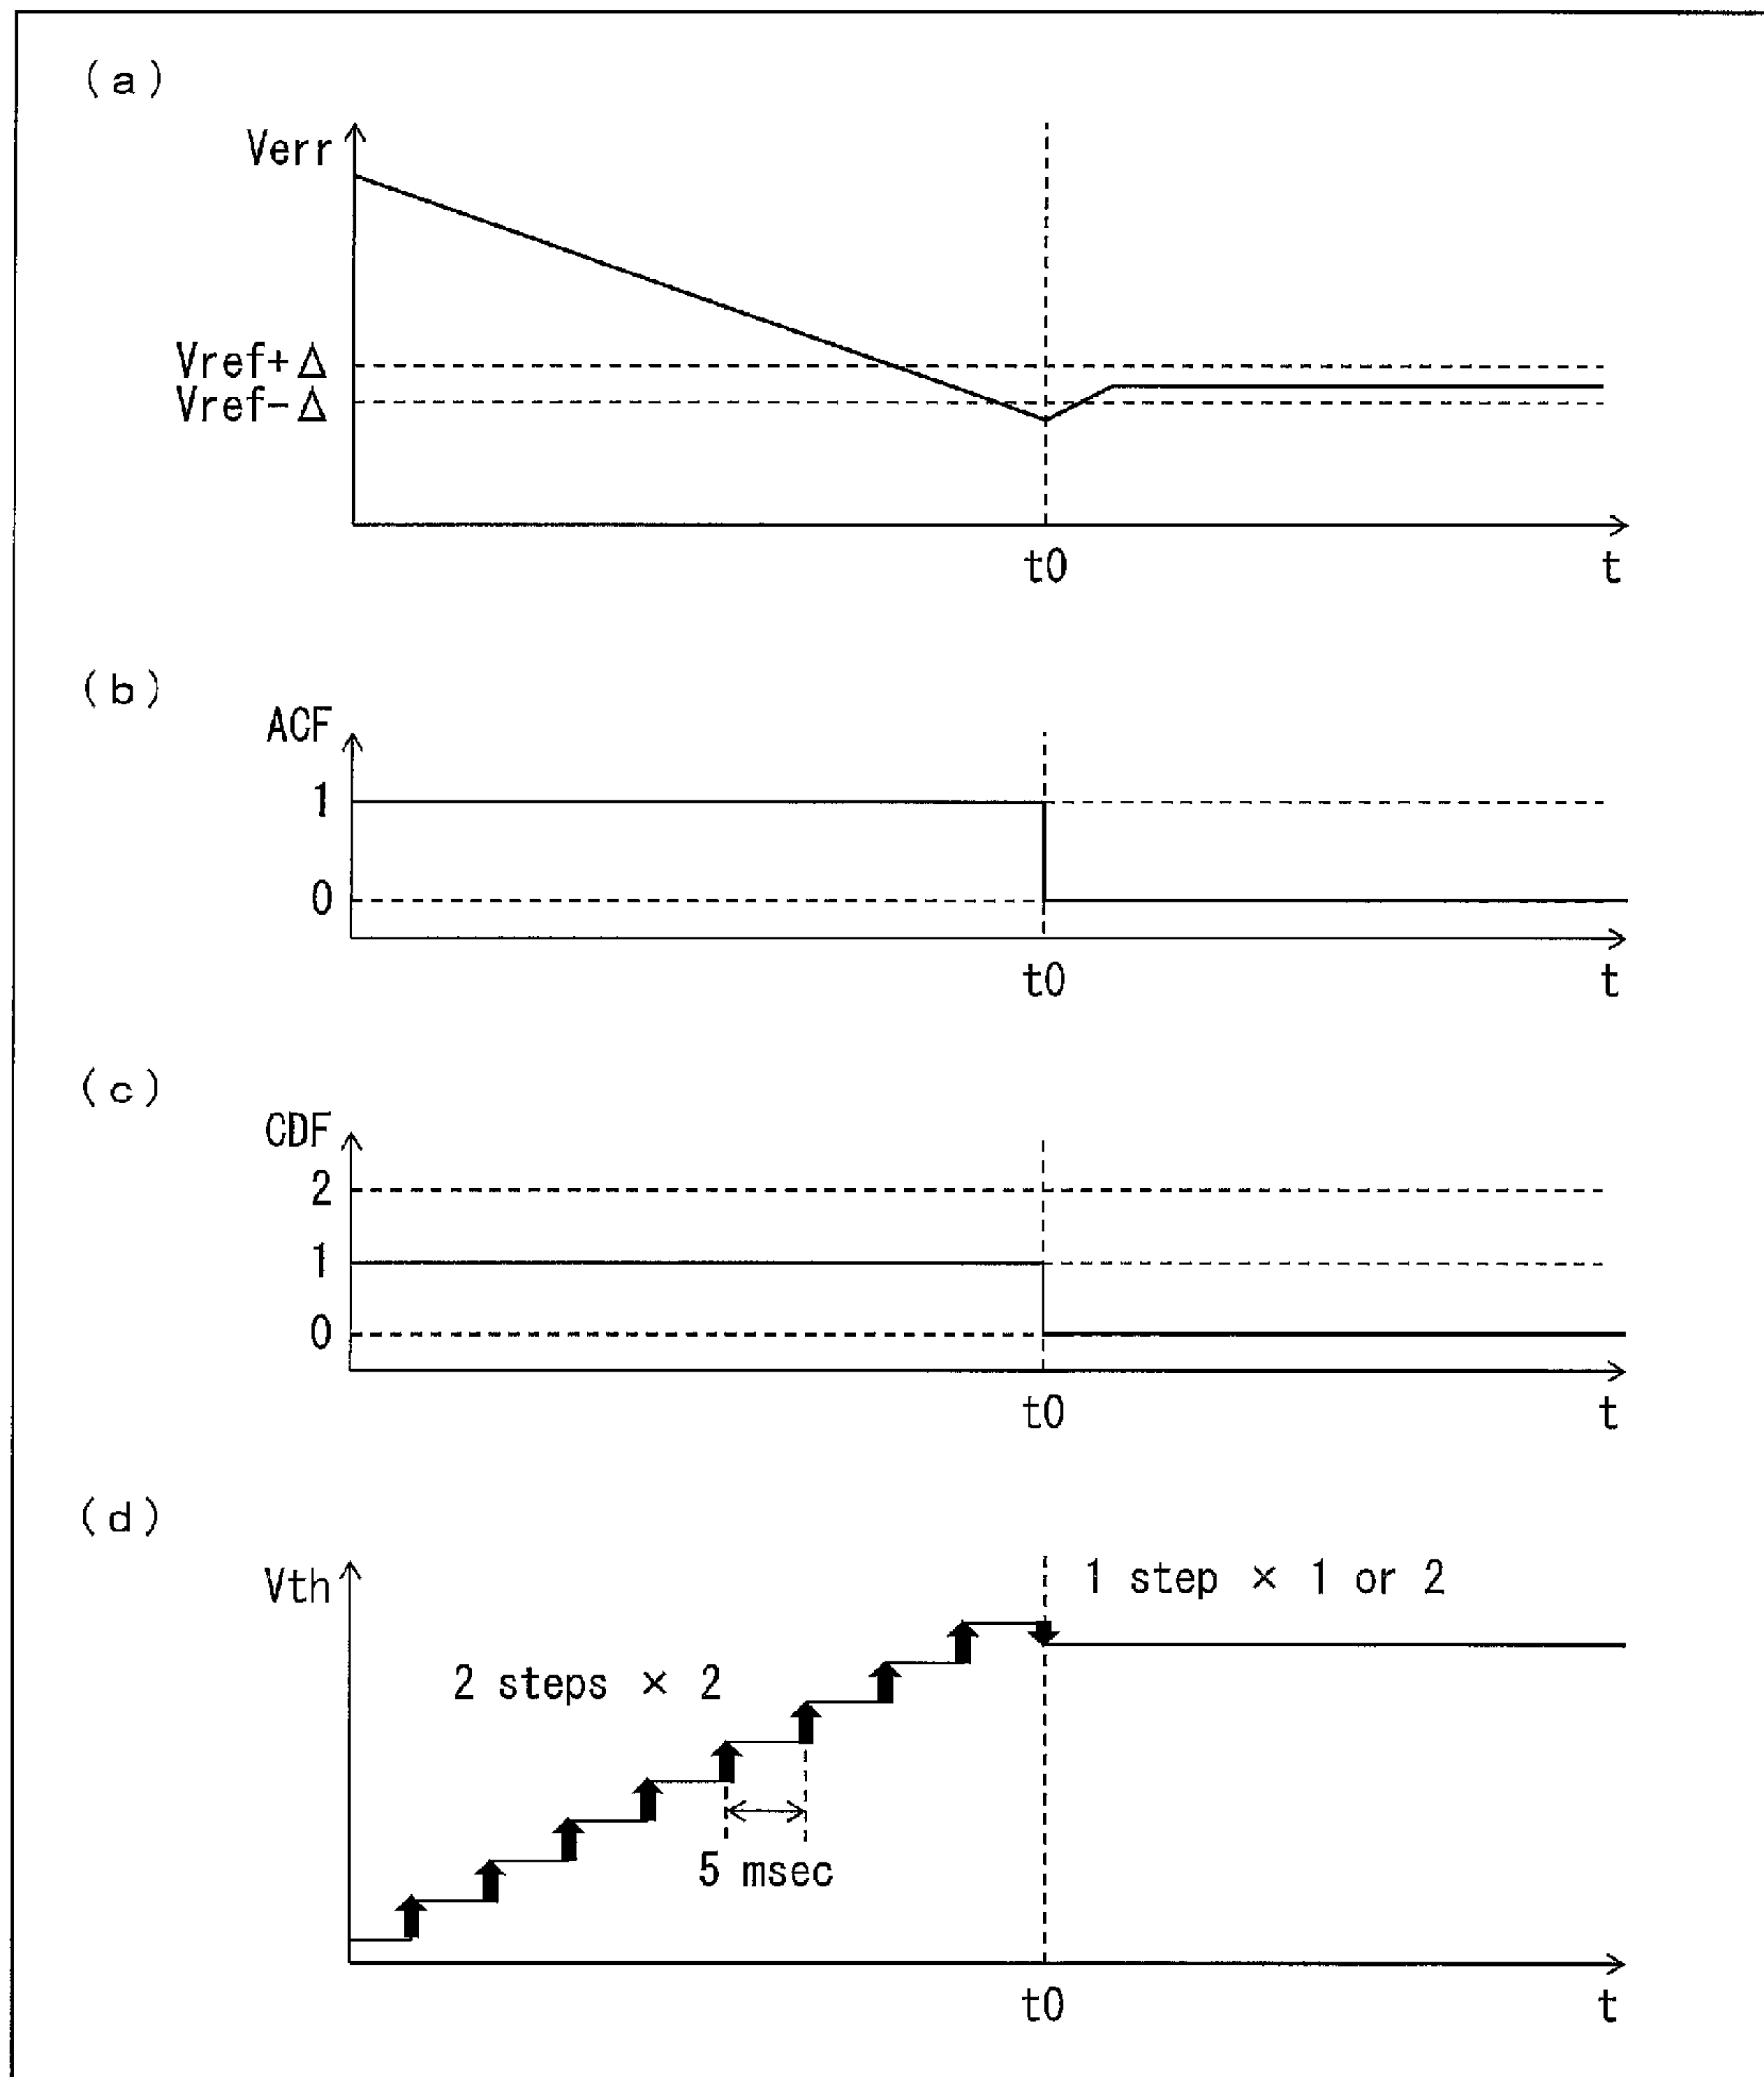 (a)
Verr
Vref+Δ
Vref-Δ
t0
t
(b)
ACF
1
0
t0
t
(c)
CDF
2
1
0
t0
t
(d)
Vth
1 step × 1 or 2
2 steps × 2
5 msec
t0
t